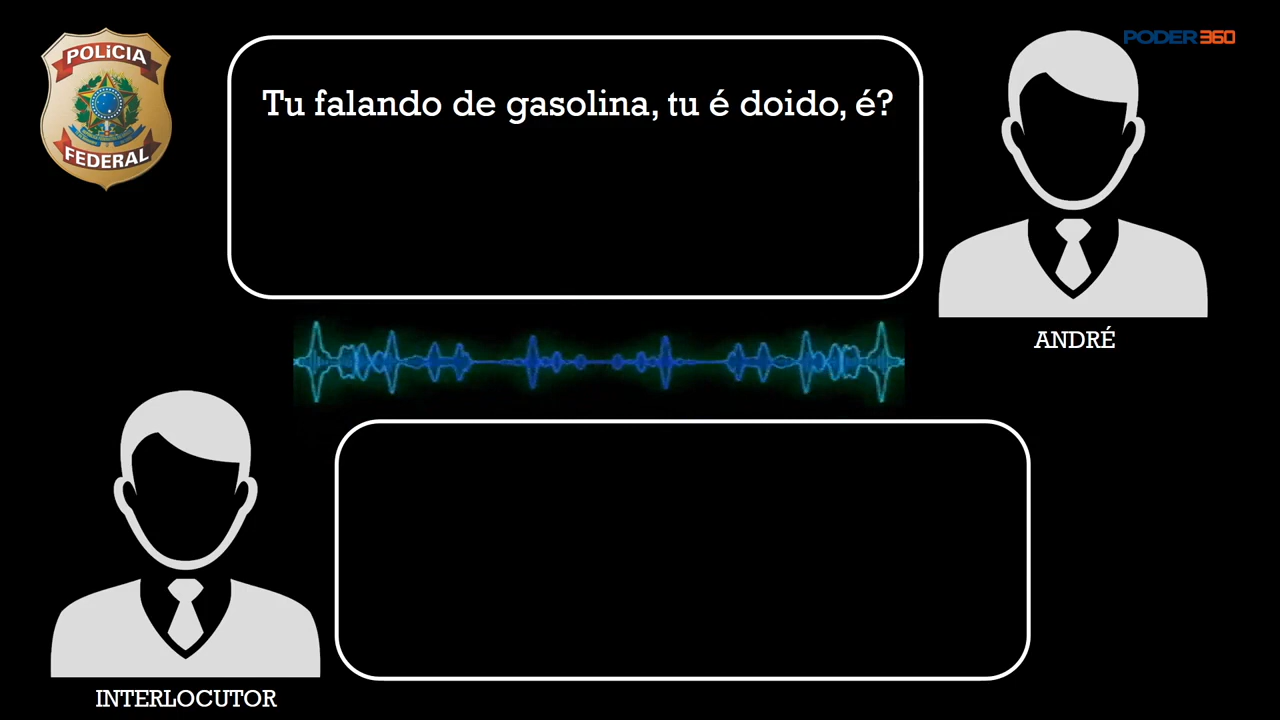 POLÍCIA
FEDERAL
PODER360
Tu falando de gasolina, tu é doido, é?
ANDRÉ
INTERLOCUTOR